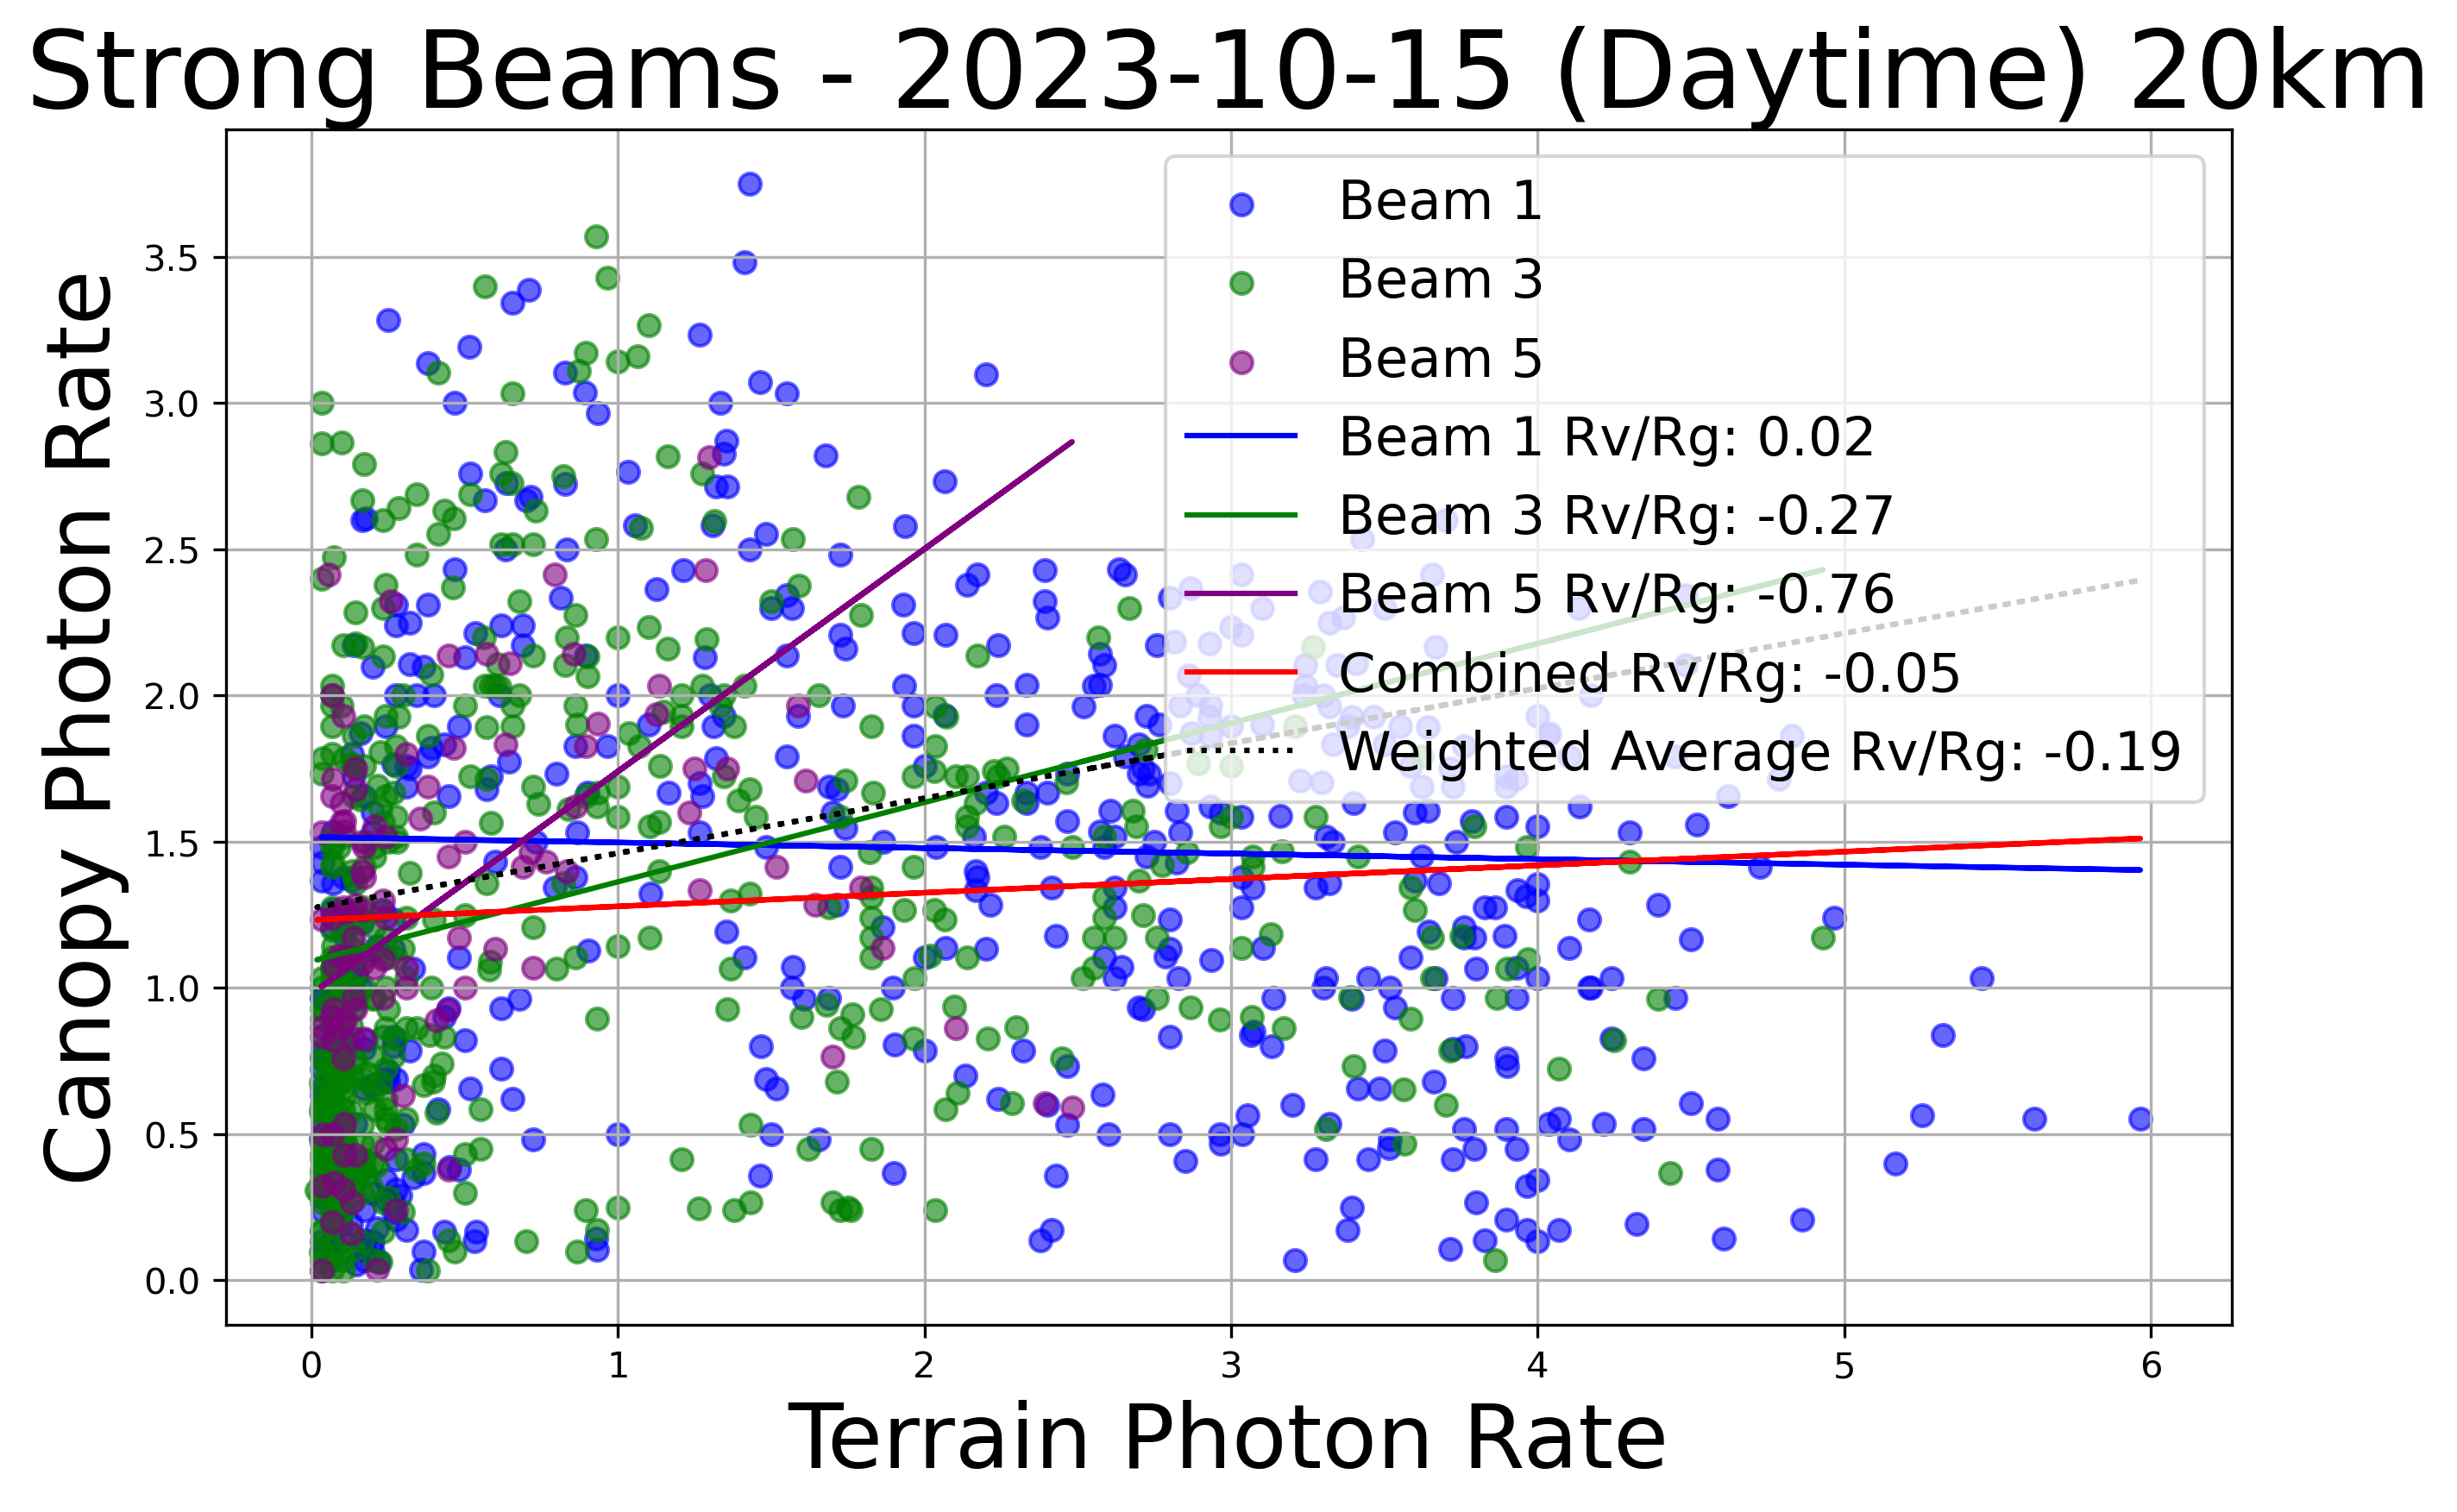 Strong Beams - 2023-10-15 (Daytime) 20km
Canopy Photon Rate
3.5
3.0
2.5
2.0
1.5
1.0
0.5
0.0
Beam 1
Beam 3
Beam 5
Beam 1 Rv/Rg: 0.02
Beam 3 Rv/Rg: -0.27
Beam 5 Rv/Rg: -0.76
Combined Rv/Rg: -0.05
Weighted Average Rv/Rg: -0.19
0 1 2 3 4 5 6
Terrain Photon Rate